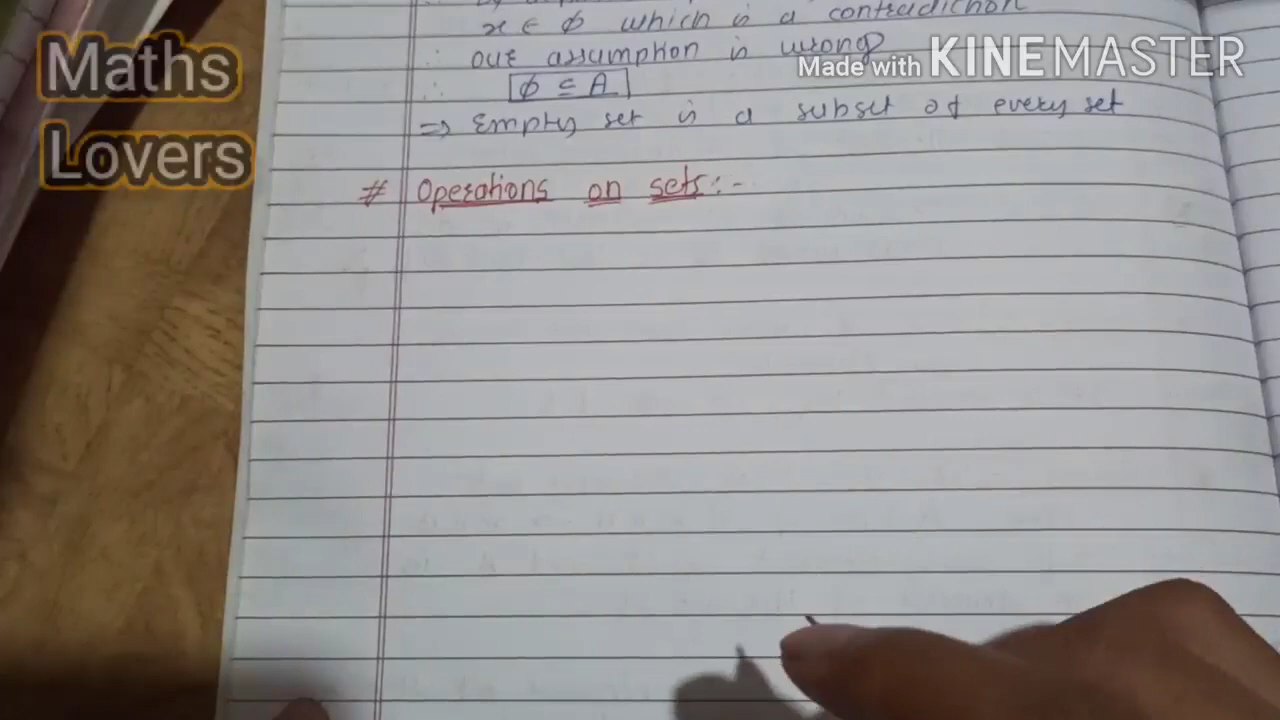 x ∈ ϕ which is a contradiction
∴ our assumption is wrong
∴ ϕ ⊆ A
⇒ Empty set is a subset of every set
# Operations on sets:-
Maths
Lovers
Made with KINEMASTER